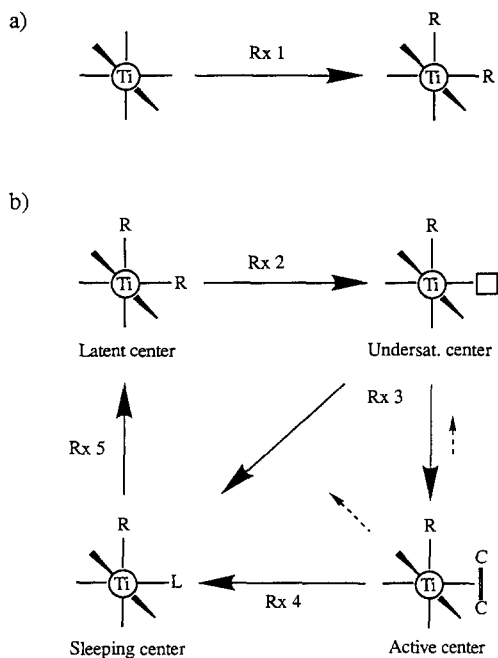 a)
R
Ti
Rx 1
Ti
R
b)
R
R
Ti
Rx 2
R
Ti
Latent center
Undersat. center
Rx 3
Rx 5
R
R
C
Ti
L
Ti
C
Rx 4
Sleeping center
Active center